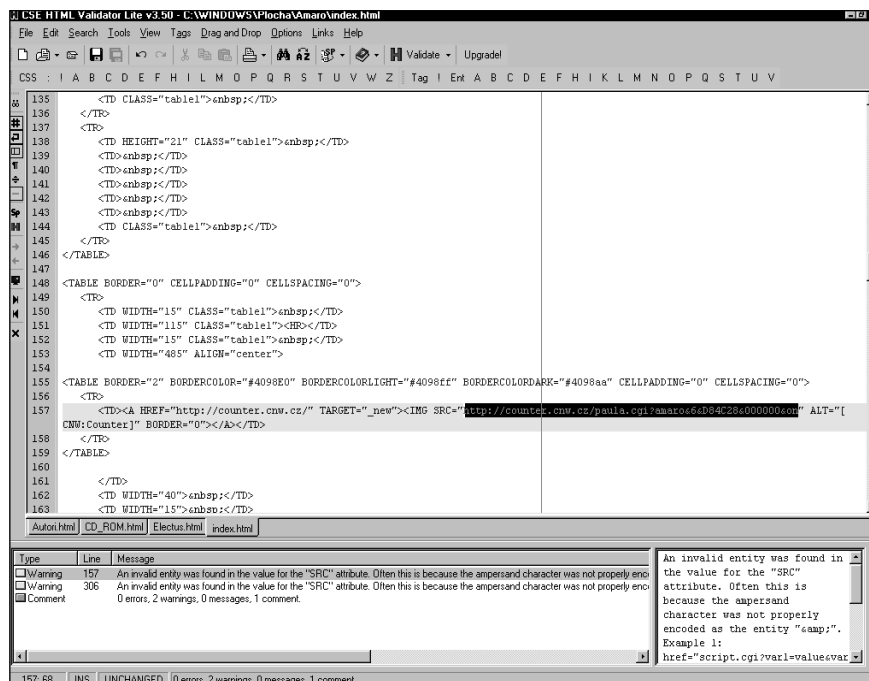 CSE HTML Validator Lite v3.50 - C:\WINDOWS\Plocha\Amaro\index.html
File Edit Search Tools View Tags Drag and Drop Options Links Help
Validate Upgrade!
CSS : ! A B C D E F H I L M O P Q R S T U V W Z Tag ! Ent A B C D E F H I K L M N O P Q S T U V
135 <TD CLASS="table1">&nbsp;</TD>
136 </TR>
137 <TR>
138 <TD HEIGHT="21" CLASS="table1">&nbsp;</TD>
139 <TD>&nbsp;</TD>
140 <TD>&nbsp;</TD>
141 <TD>&nbsp;</TD>
142 <TD>&nbsp;</TD>
143 <TD>&nbsp;</TD>
144 <TD CLASS="table1">&nbsp;</TD>
145 </TR>
146 </TABLE>
147
148 <TABLE BORDER="0" CELLPADDING="0" CELLSPACING="0">
149 <TR>
150 <TD WIDTH="15" CLASS="table1">&nbsp;</TD>
151 <TD WIDTH="115" CLASS="table1"><HR></TD>
152 <TD WIDTH="15" CLASS="table1">&nbsp;</TD>
153 <TD WIDTH="485" ALIGN="center">
154
155 <TABLE BORDER="2" BORDERCOLOR="#4098E0" BORDERCOLORLIGHT="#4098ff" BORDERCOLORDARK="#4098aa" CELLPADDING="0" CELLSPACING="0">
156 <TR>
157 <TD><A HREF="http://counter.cnw.cz/" TARGET="_new"><IMG SRC="http://counter.cnw.cz/paula.cgi?amaro&6&D84C28&000000&on" ALT="[
CNW:Counter]" BORDER="0"></A></TD>
158 </TR>
159 </TABLE>
160
161 </TD>
162 <TD WIDTH="40">&nbsp;</TD>
163 <TD WIDTH="15">&nbsp;</TD>
Autori.html CD_ROM.html Electus.html index.html
Type Line Message
Warning 157 An invalid entity was found in the value for the "SRC" attribute. Often this is because the ampersand character was not properly enco
Warning 306 An invalid entity was found in the value for the "SRC" attribute. Often this is because the ampersand character was not properly enco
Comment 0 errors, 2 warnings, 0 messages, 1 comment.
An invalid entity was found in
the value for the "SRC"
attribute. Often this is
because the ampersand
character was not properly
encoded as the entity "&amp;".
Example 1:
href="script.cgi?var1=value&var
157:68 INS UNCHANGED 0 errors, 2 warnings, 0 messages, 1 comment